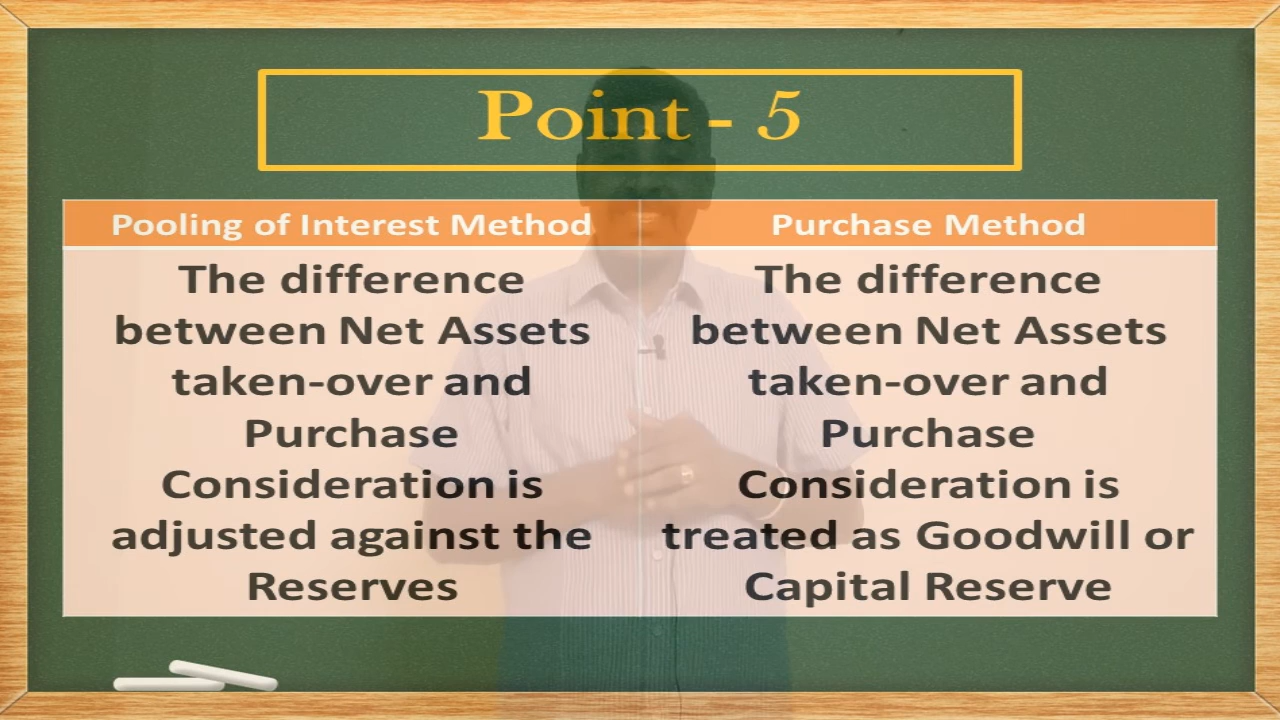 Point - 5
Pooling of Interest Method
The difference
between Net Assets
taken-over and
Purchase
Consideration is
adjusted against the
Reserves
Purchase Method
The difference
between Net Assets
taken-over and
Purchase
Consideration is
treated as Goodwill or
Capital Reserve